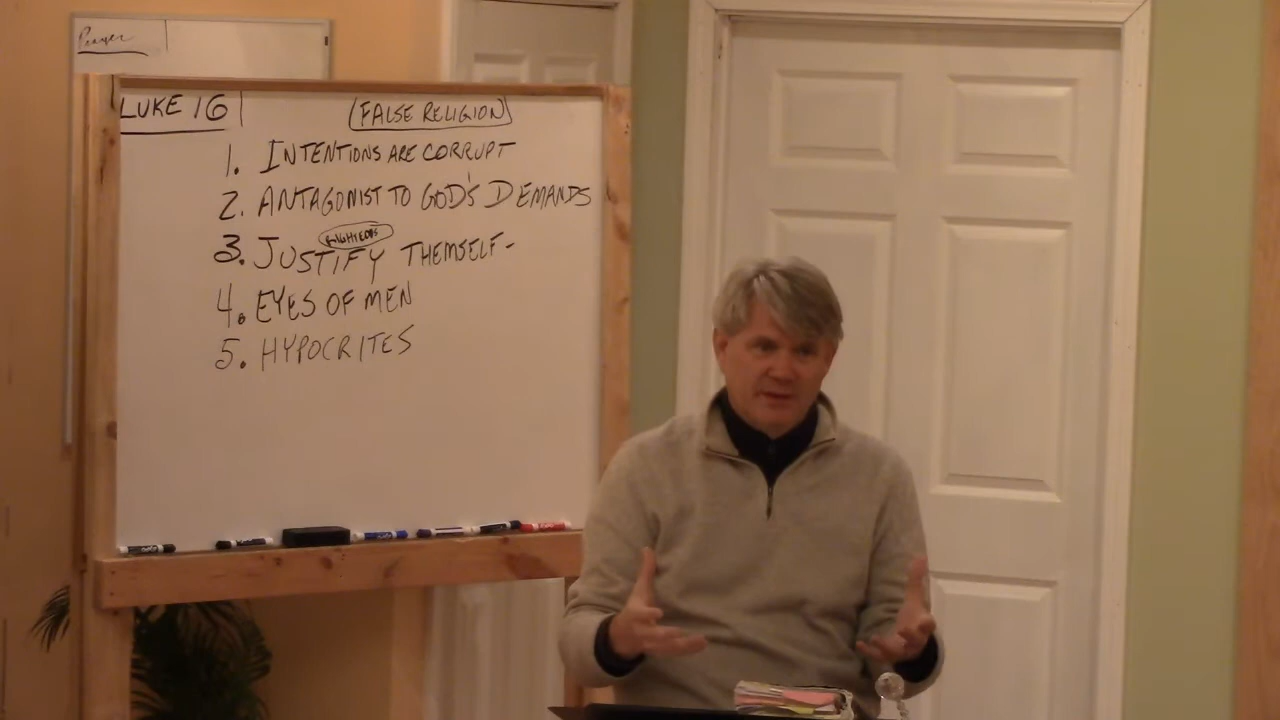 Prayer
LUKE 16
(FALSE RELIGION)
1. INTENTIONS ARE CORRUPT
2. ANTAGONIST TO GOD'S DEMANDS
RIGHTEOUS
3. JUSTIFY THEMSELF-
4. EYES OF MEN
5. HYPOCRITES